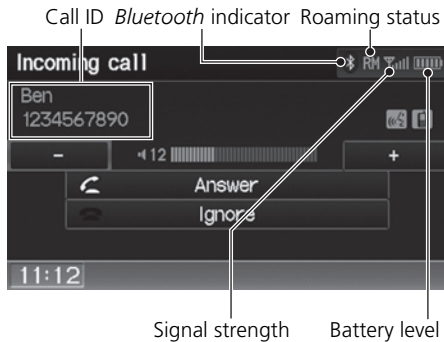 Call ID Bluetooth indicator Roaming status
Incoming call RM
Ben
1234567890
- 12 +
Answer
Ignore
11:12
Signal strength Battery level